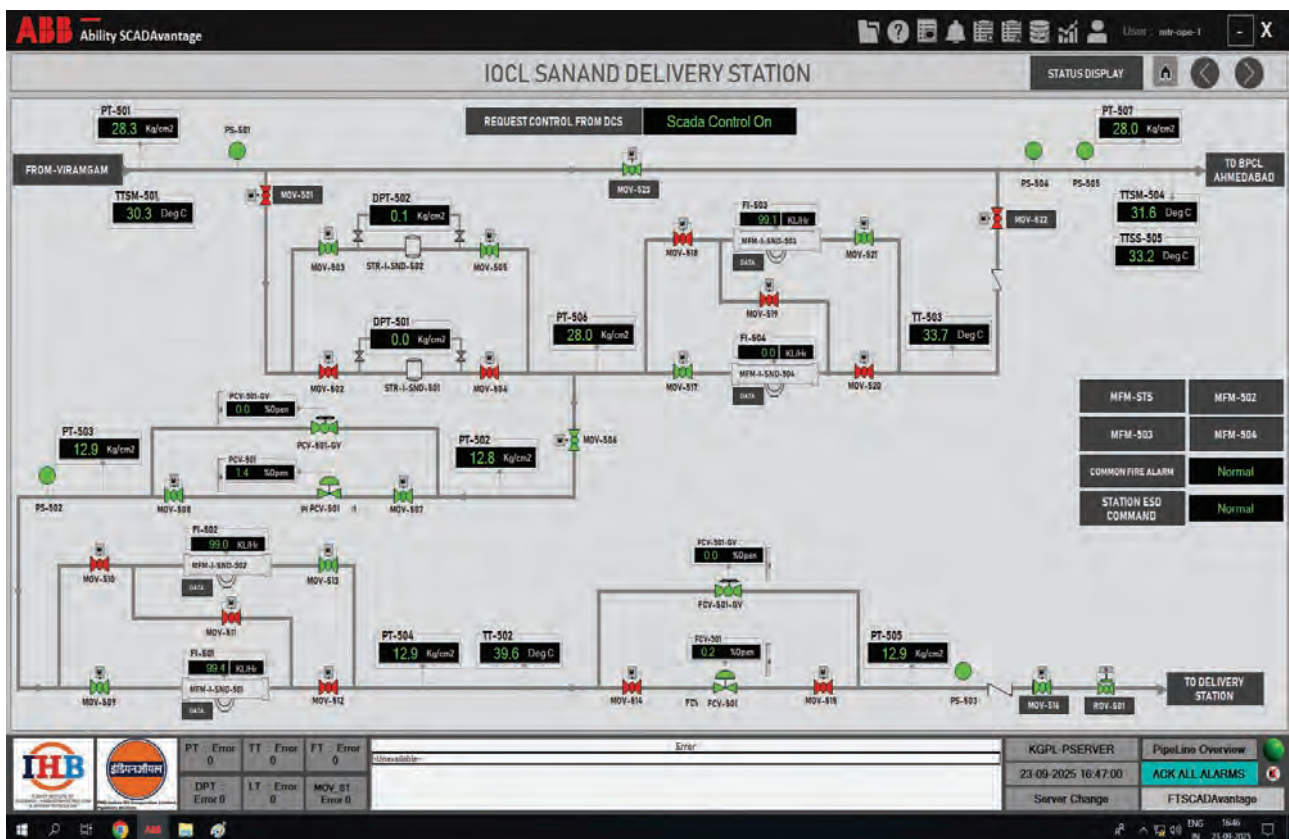 ABB Ability SCADAvantage
User : mtr-ope-1
- X
IOCL SANAND DELIVERY STATION
STATUS DISPLAY
REQUEST CONTROL FROM DCS
Scada Control On
PT-501
28.3 Kg/cm2
PS-501
FROM-VIRAMGAM
TTSM-501
30.3 Deg C
MOV-501
MOV-523
PS-504
PS-505
PT-507
28.0 Kg/cm2
TO BPCL
AHMEDABAD
TTSM-504
31.6 Deg C
TTSS-505
33.2 Deg C
MOV-522
DPT-502
0.1 Kg/cm2
MOV-503
STR-I-SND-502
MOV-505
DPT-501
0.0 Kg/cm2
MOV-502
STR-I-SND-501
MOV-504
PT-506
28.0 Kg/cm2
FI-503
99.1 KL/Hr
MOV-518
MFM-I-SND-503
DATA
MOV-521
MOV-519
FI-504
0.0 KL/Hr
MOV-517
MFM-I-SND-504
DATA
MOV-520
TT-503
33.7 Deg C
MFM-STS
MFM-502
MFM-503
MFM-504
COMMON FIRE ALARM
Normal
STATION ESD
COMMAND
Normal
PCV-501-GV
0.0 %Open
PCV-501-GV
PCV-501
1.4 %Open
PT-503
12.9 Kg/cm2
PS-502
MOV-508
PI PCV-501
MOV-507
PT-502
12.8 Kg/cm2
MOV-506
FI-502
99.0 KL/Hr
MOV-510
MFM-I-SND-502
DATA
MOV-513
MOV-511
FI-501
99.4 KL/Hr
MOV-509
MFM-I-SND-501
DATA
MOV-512
PT-504
12.9 Kg/cm2
TT-502
39.6 Deg C
FCV-501-GV
0.0 %Open
FCV-501-GV
FCV-501
0.2 %Open
MOV-514
FCV-501
MOV-515
PT-505
12.9 Kg/cm2
PS-503
MOV-516
ROV-501
TO DELIVERY
STATION
IHB
इंडियनऑयल
PT : Error
0
TT : Error
0
FT : Error
0
DPT :
Error 0
LT : Error
0
MOV_ST
Error 0
Error
-Unavailable-
KGPL-PSERVER
PipeLine Overview
23-09-2025 16:47:00
ACK ALL ALARMS
Server Change
FTSCADAvantage
ABB
ENG
IN
16:46
23-09-2025